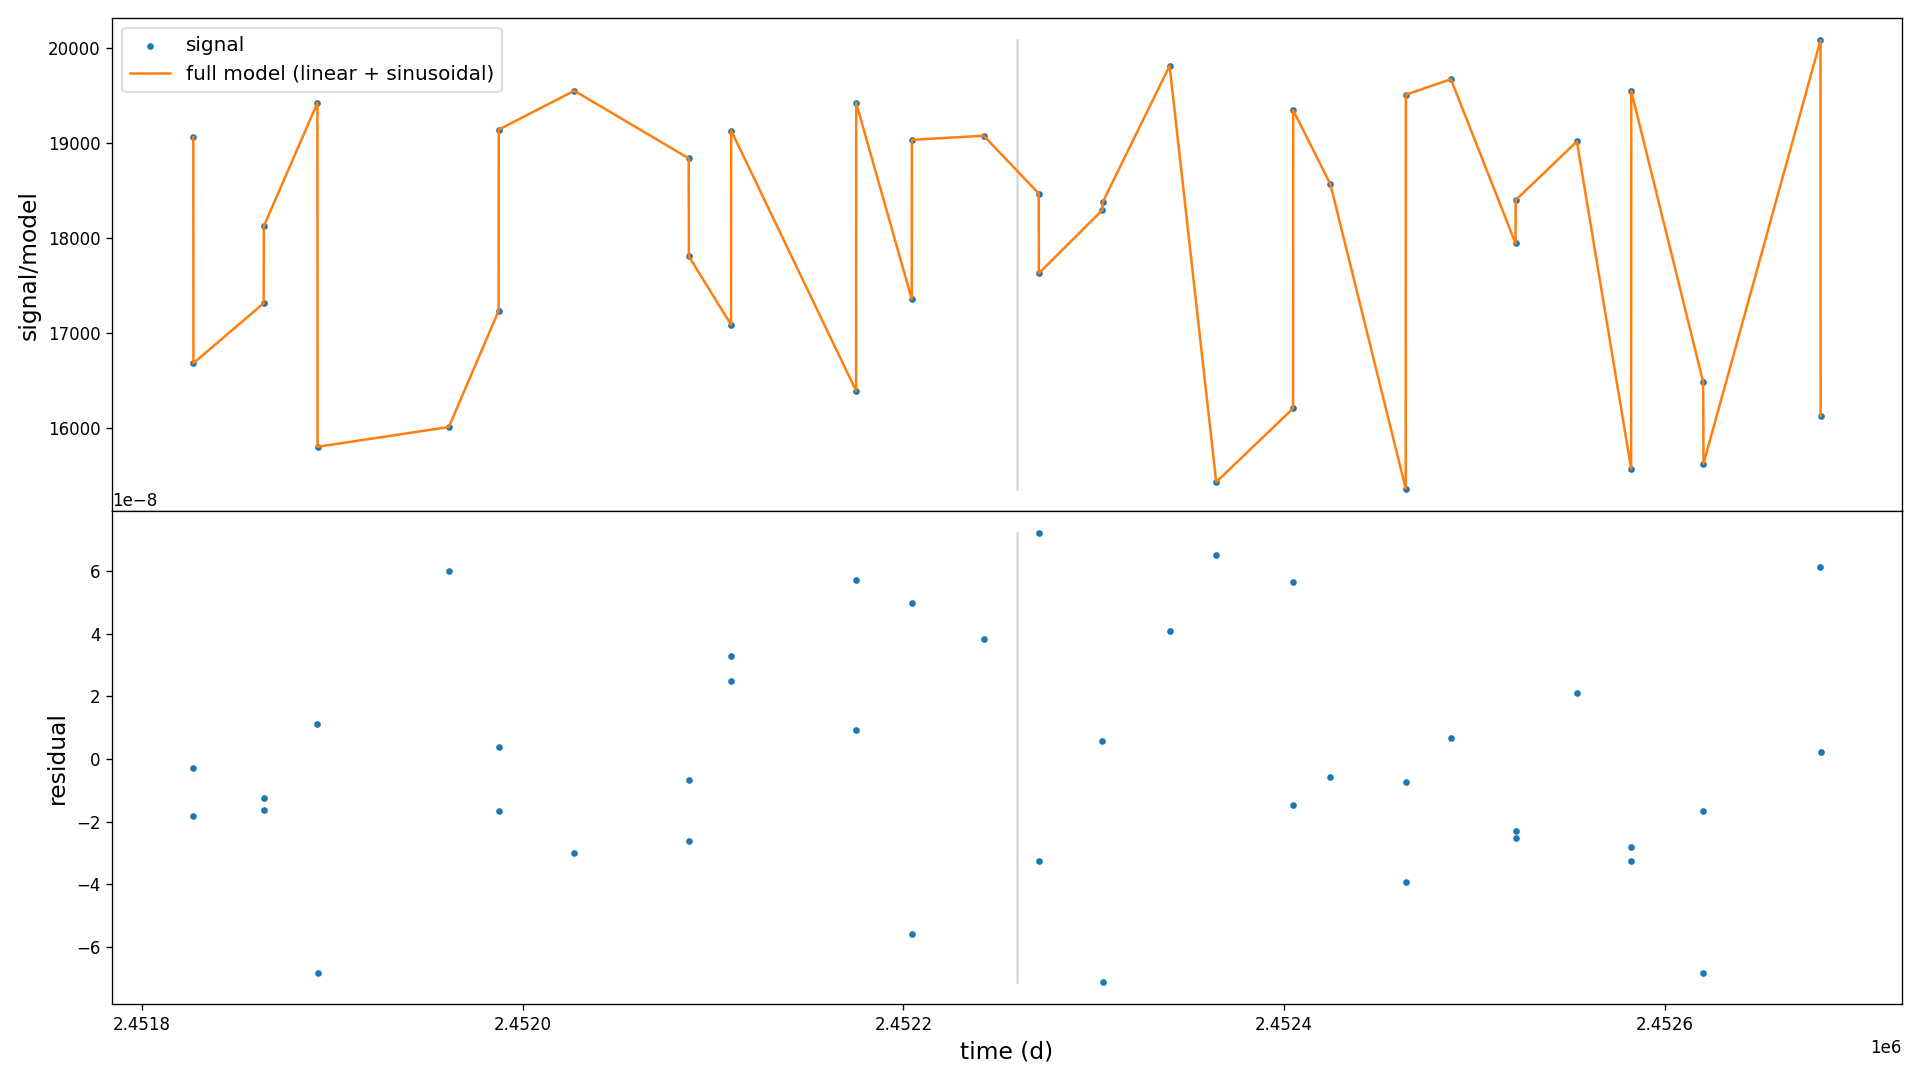 signal
full model (linear + sinusoidal)
20000
19000
18000
17000
16000
signal/model
1e−8
6
4
2
0
−2
−4
−6
residual
2.4518
2.4520
2.4522
2.4524
2.4526
time (d)
1e6